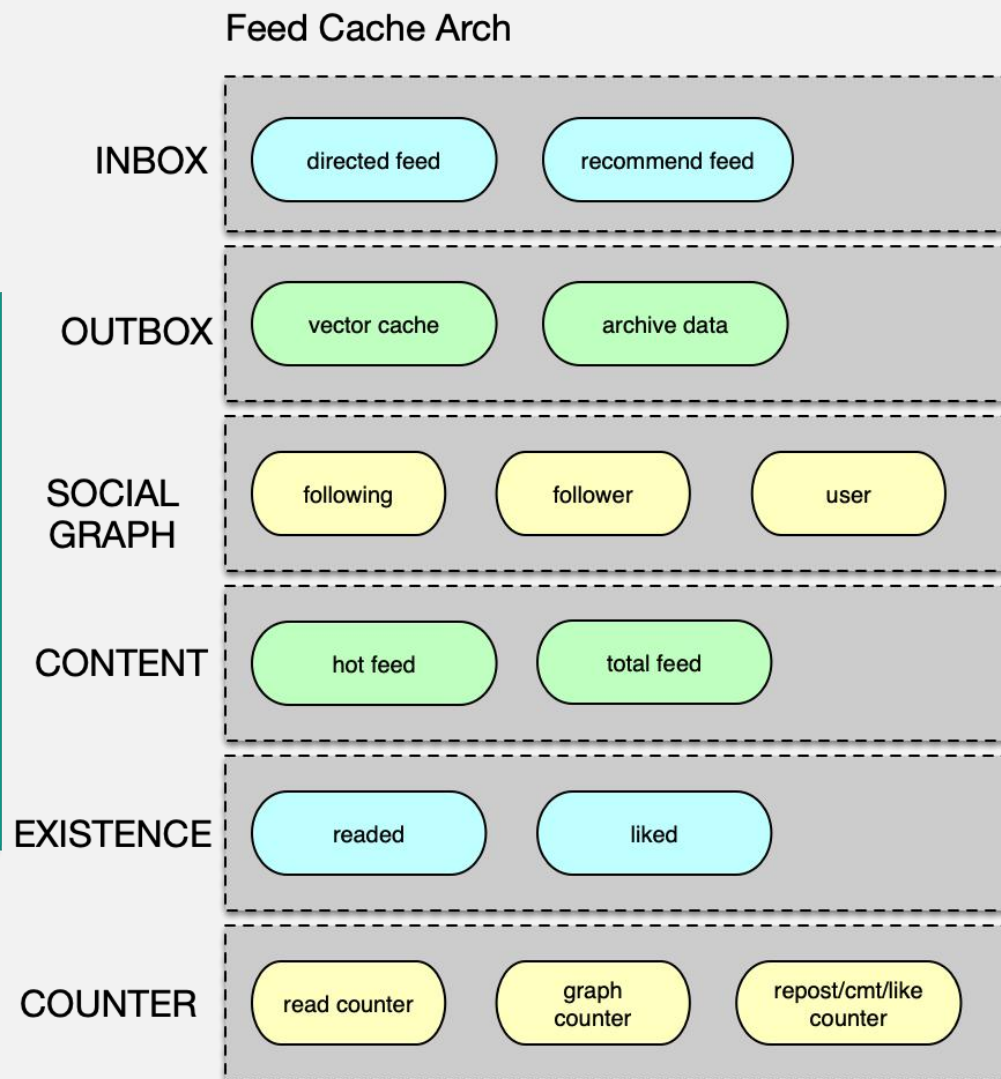 Feed Cache Arch
INBOX
directed feed
recommend feed
OUTBOX
vector cache
archive data
SOCIAL
GRAPH
following
follower
user
CONTENT
hot feed
total feed
EXISTENCE
readed
liked
COUNTER
read counter
graph
counter
repost/cmt/like
counter